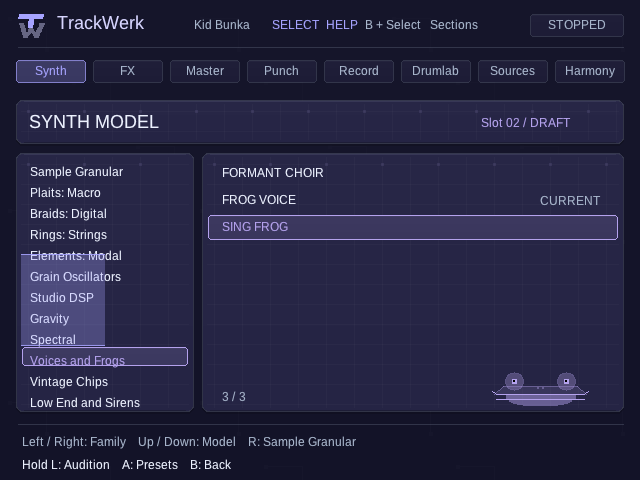 TW TrackWerk Kid Bunka SELECT HELP B + Select Sections STOPPED
Synth FX Master Punch Record Drumlab Sources Harmony
SYNTH MODEL Slot 02 / DRAFT
Sample Granular
Plaits: Macro
Braids: Digital
Rings: Strings
Elements: Modal
Grain Oscillators
Studio DSP
Gravity
Spectral
Voices and Frogs
Vintage Chips
Low End and Sirens
FORMANT CHOIR
FROG VOICE CURRENT
SING FROG
3 / 3
Left / Right: Family Up / Down: Model R: Sample Granular
Hold L: Audition A: Presets B: Back